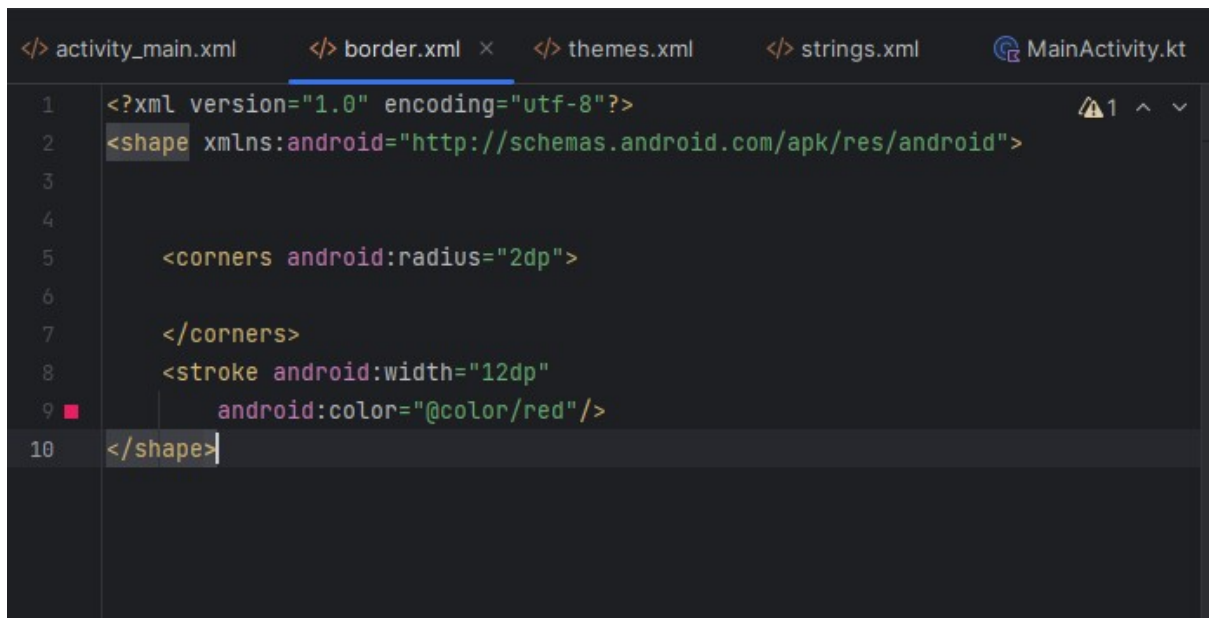 activity_main.xml border.xml × themes.xml strings.xml MainActivity.kt
1 <?xml version="1.0" encoding="utf-8"?> 1
2 <shape xmlns:android="http://schemas.android.com/apk/res/android">
3
4
5 <corners android:radius="2dp">
6
7 </corners>
8 <stroke android:width="12dp"
9 android:color="@color/red"/>
10 </shape>